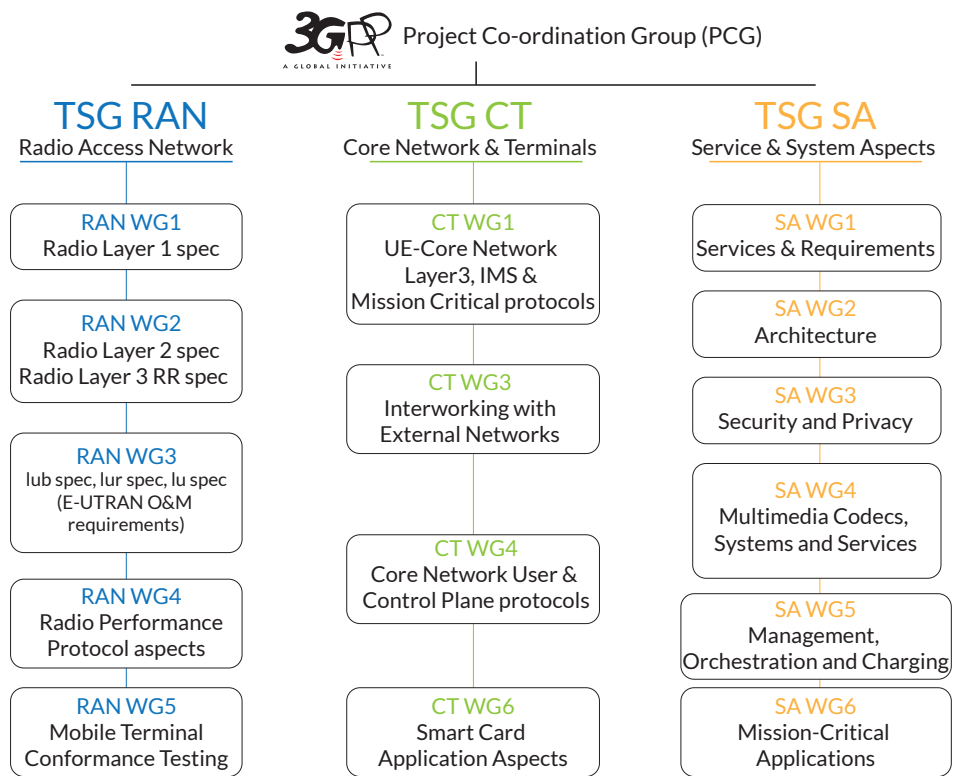 3GPP
A GLOBAL INITIATIVE
Project Co-ordination Group (PCG)
TSG RAN
Radio Access Network
RAN WG1
Radio Layer 1 spec
RAN WG2
Radio Layer 2 spec
Radio Layer 3 RR spec
RAN WG3
lub spec, lur spec, lu spec
(E-UTRAN O&M
requirements)
RAN WG4
Radio Performance
Protocol aspects
RAN WG5
Mobile Terminal
Conformance Testing
TSG CT
Core Network & Terminals
CT WG1
UE-Core Network
Layer3, IMS &
Mission Critical protocols
CT WG3
Interworking with
External Networks
CT WG4
Core Network User &
Control Plane protocols
CT WG6
Smart Card
Application Aspects
TSG SA
Service & System Aspects
SA WG1
Services & Requirements
SA WG2
Architecture
SA WG3
Security and Privacy
SA WG4
Multimedia Codecs,
Systems and Services
SA WG5
Management,
Orchestration and Charging
SA WG6
Mission-Critical
Applications